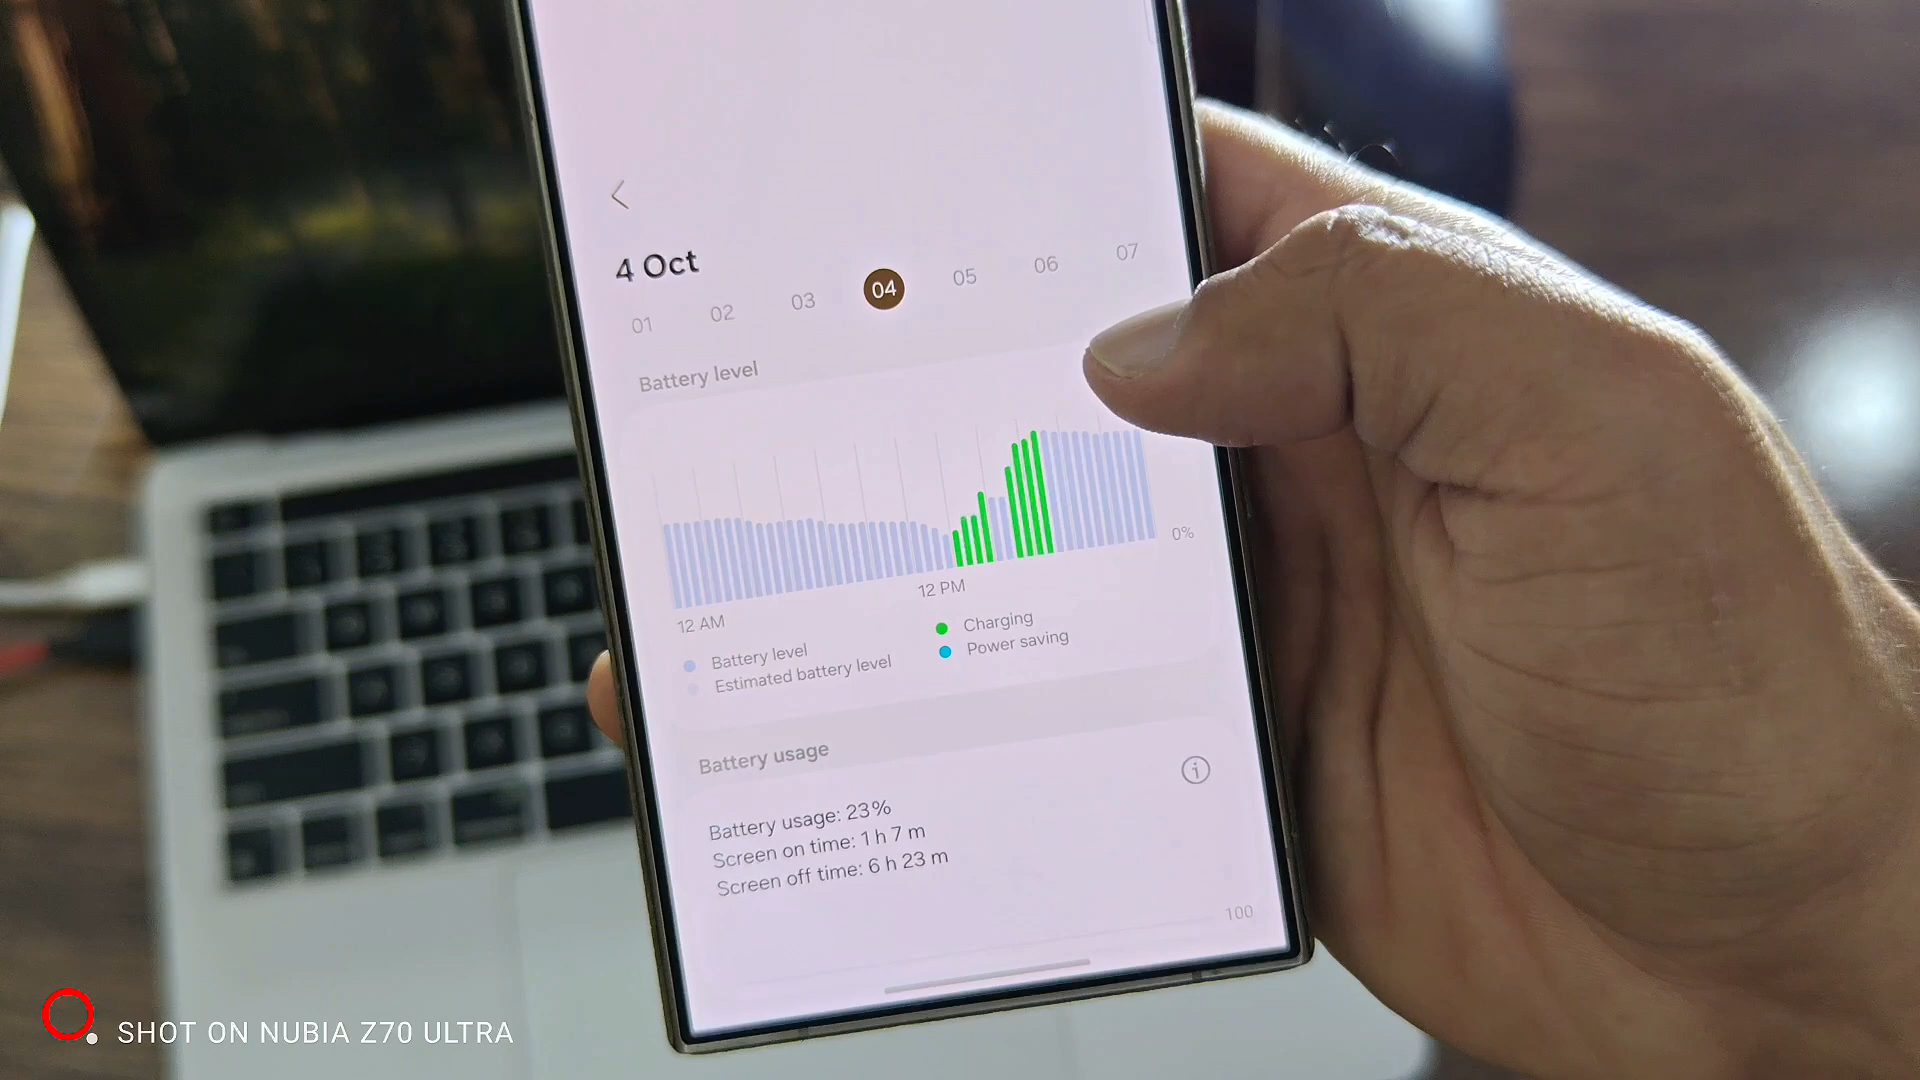 4 Oct
01 02 03 04 05 06 07
Battery level
0%
12 AM 12 PM
Battery level
Estimated battery level
Charging
Power saving
Battery usage
Battery usage: 23%
Screen on time: 1 h 7 m
Screen off time: 6 h 23 m
100
SHOT ON NUBIA Z70 ULTRA